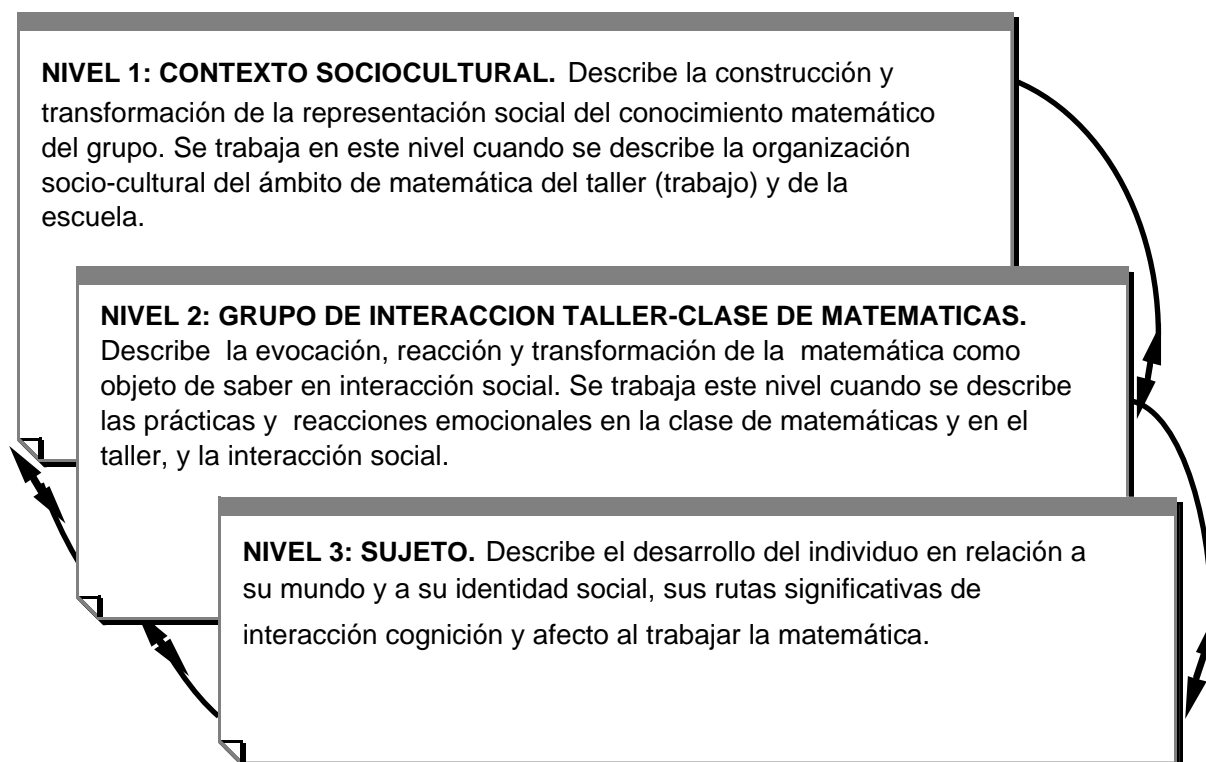 NIVEL 1: CONTEXTO SOCIOCULTURAL. Describe la construcción y
transformación de la representación social del conocimiento matemático
del grupo. Se trabaja en este nivel cuando se describe la organización
socio-cultural del ámbito de matemática del taller (trabajo) y de la
escuela.
NIVEL 2: GRUPO DE INTERACCION TALLER-CLASE DE MATEMATICAS.
Describe la evocación, reacción y transformación de la matemática como
objeto de saber en interacción social. Se trabaja este nivel cuando se describe
las prácticas y reacciones emocionales en la clase de matemáticas y en el
taller, y la interacción social.
NIVEL 3: SUJETO. Describe el desarrollo del individuo en relación a
su mundo y a su identidad social, sus rutas significativas de
interacción cognición y afecto al trabajar la matemática.